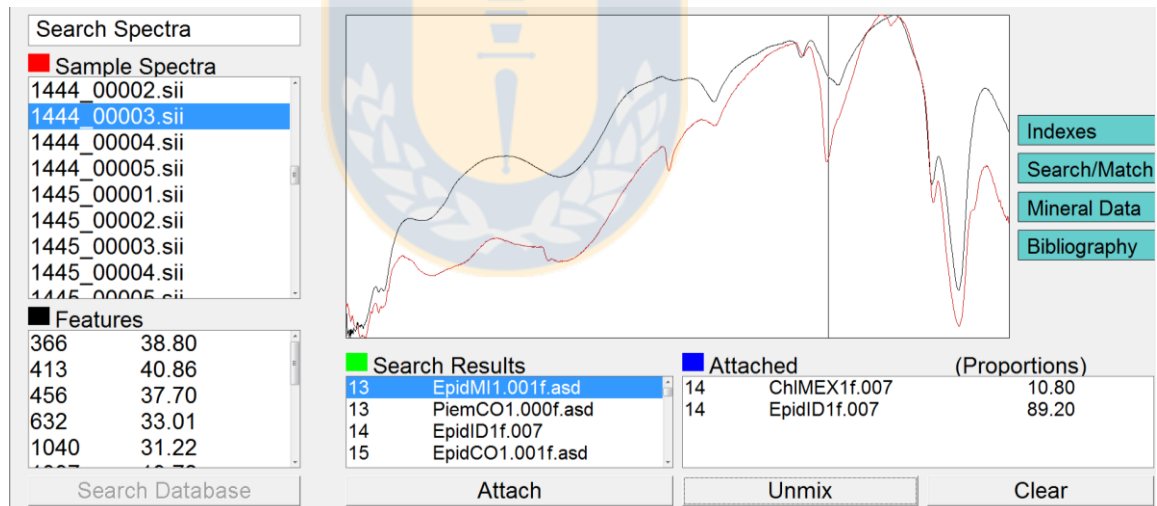 Search Spectra
Sample Spectra
1444_00002.sii
1444_00003.sii
1444_00004.sii
1444_00005.sii
1445_00001.sii
1445_00002.sii
1445_00003.sii
1445_00004.sii
1445_00005.sii
Features
366 38.80
413 40.86
456 37.70
632 33.01
1040 31.22
Search Database
Search Results
13 EpidMI1.001f.asd
13 PiemCO1.000f.asd
14 EpidID1f.007
15 EpidCO1.001f.asd
Attach
Attached (Proportions)
14 ChlMEX1f.007 10.80
14 EpidID1f.007 89.20
Unmix
Clear
Indexes
Search/Match
Mineral Data
Bibliography